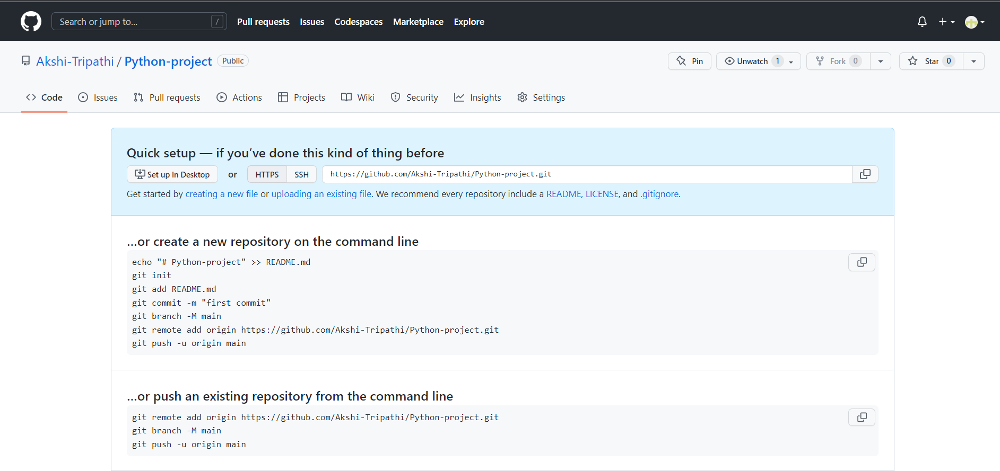 Search or jump to... /
Pull requests Issues Codespaces Marketplace Explore
Akshi-Tripathi / Python-project Public
Pin Unwatch 1 Fork 0 Star 0
Code Issues Pull requests Actions Projects Wiki Security Insights Settings
Quick setup — if you’ve done this kind of thing before
Set up in Desktop or HTTPS SSH https://github.com/Akshi-Tripathi/Python-project.git
Get started by creating a new file or uploading an existing file. We recommend every repository include a README, LICENSE, and .gitignore.
…or create a new repository on the command line
echo "# Python-project" >> README.md
git init
git add README.md
git commit -m "first commit"
git branch -M main
git remote add origin https://github.com/Akshi-Tripathi/Python-project.git
git push -u origin main
…or push an existing repository from the command line
git remote add origin https://github.com/Akshi-Tripathi/Python-project.git
git branch -M main
git push -u origin main